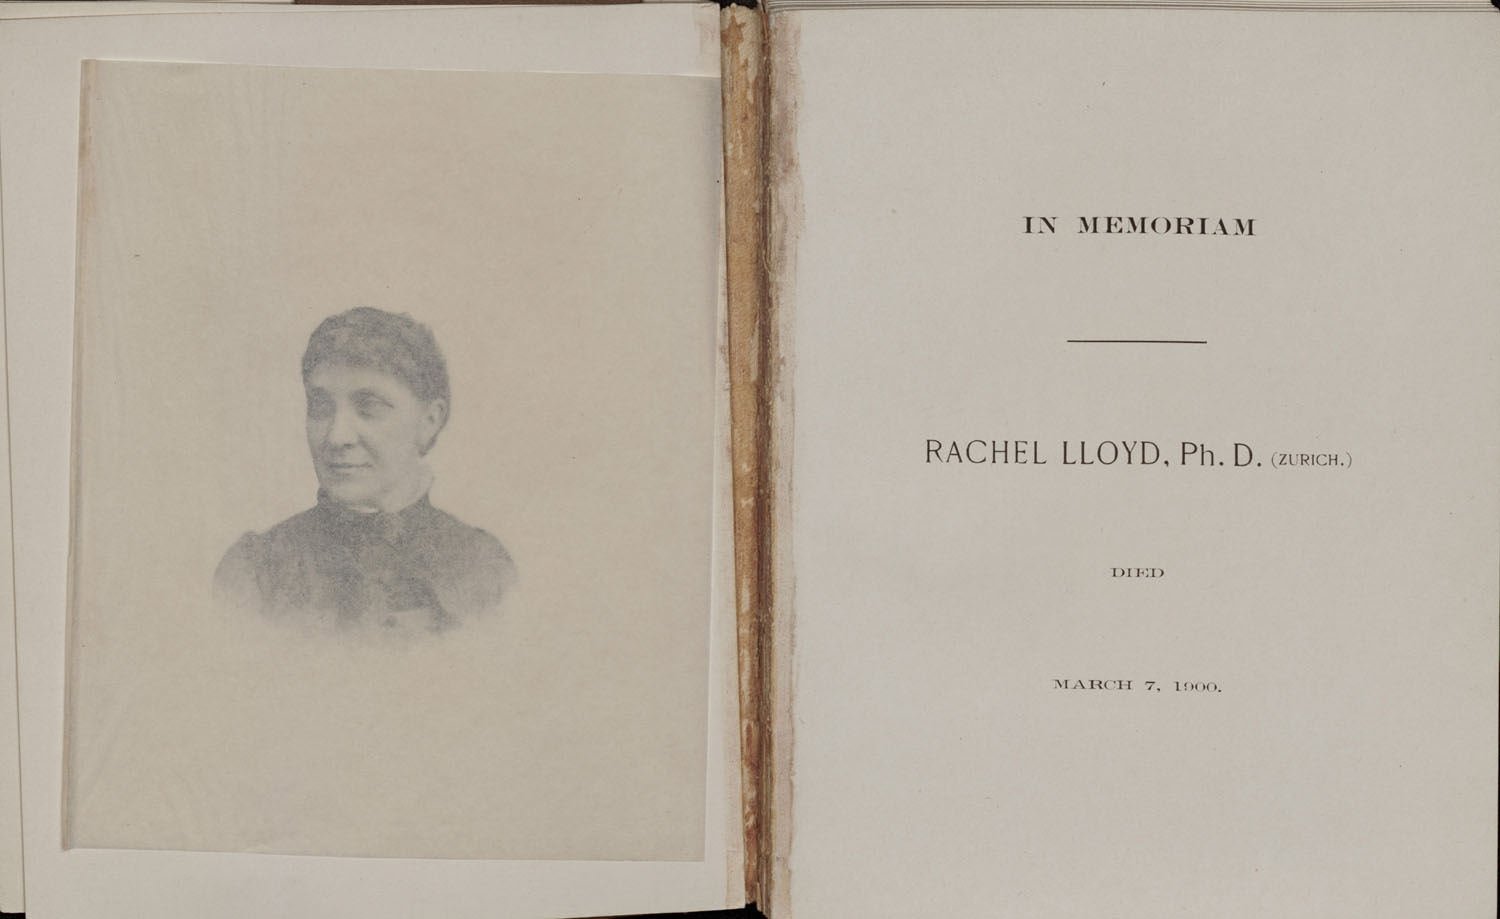 IN MEMORIAM
RACHEL LLOYD, Ph. D. (ZURICH.)
DIED
MARCH 7, 1900.